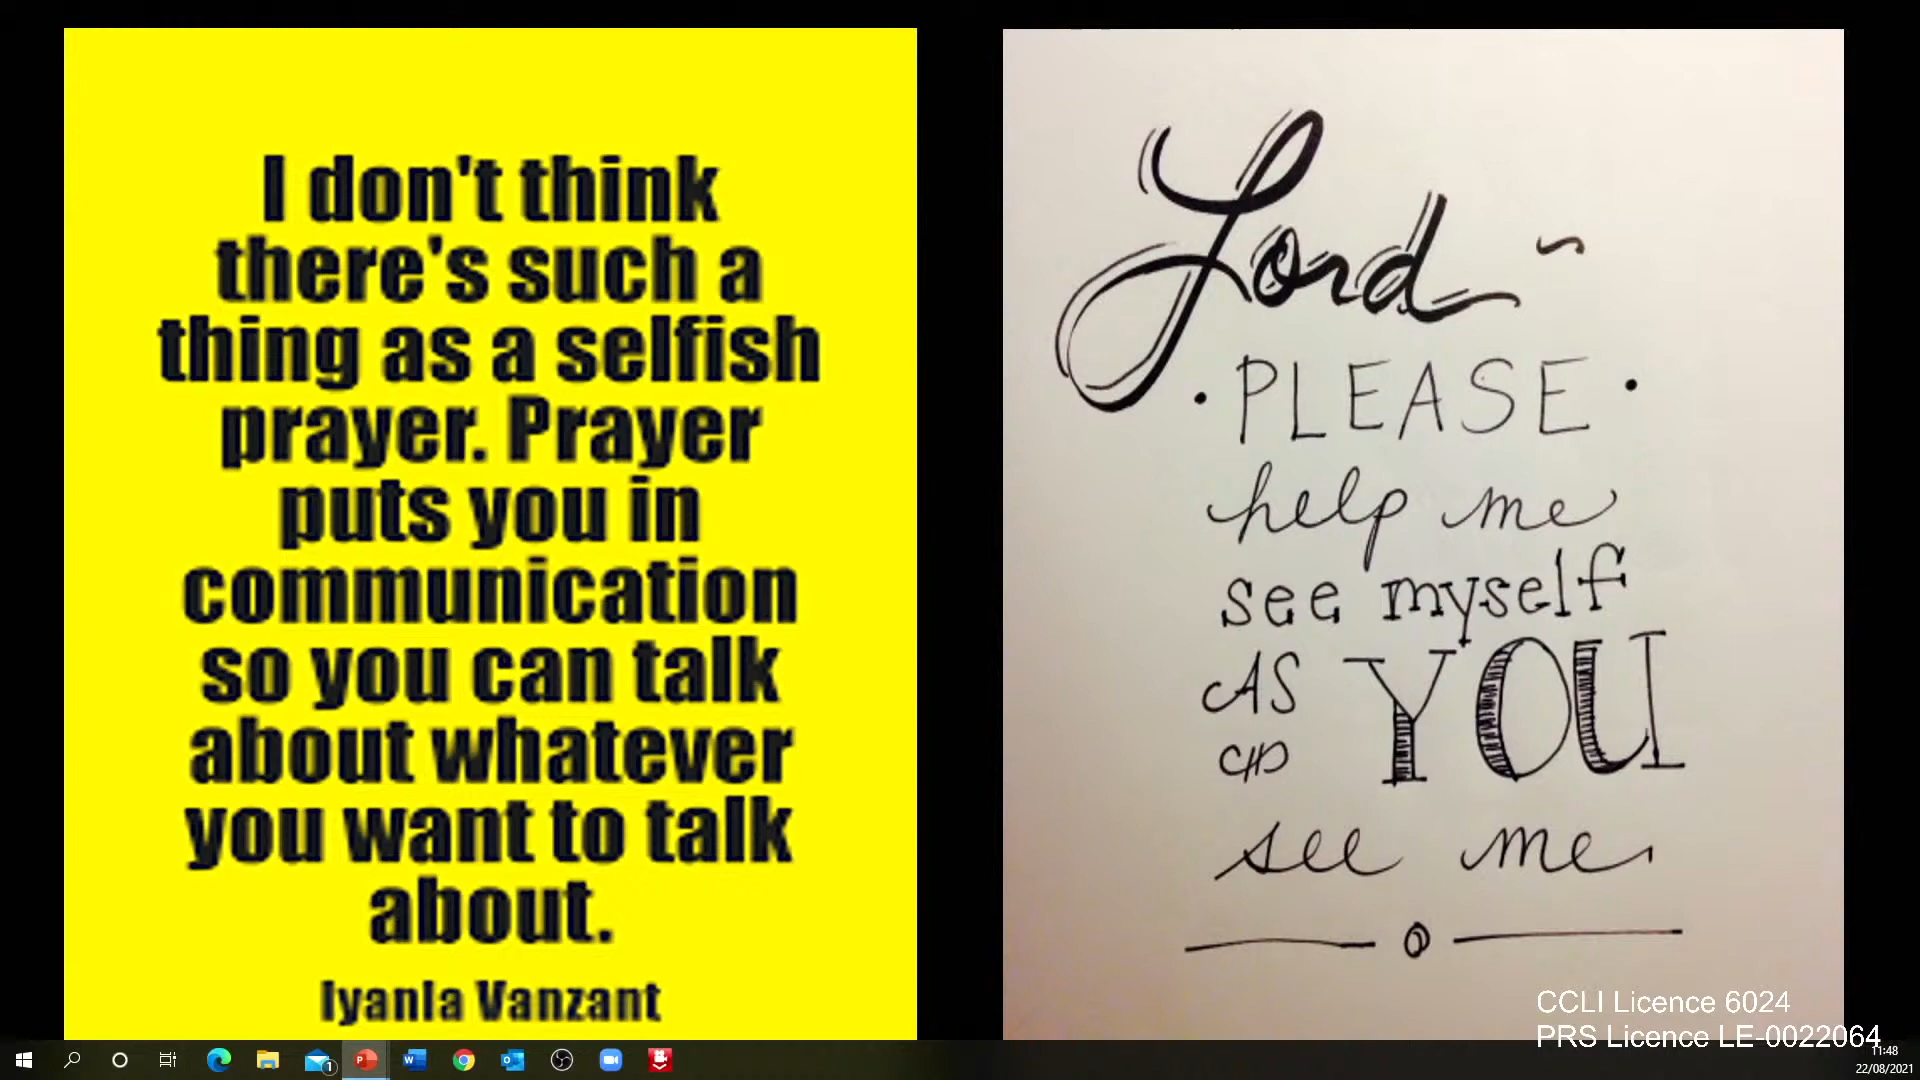 I don't think
there's such a
thing as a selfish
prayer. Prayer
puts you in
communication
so you can talk
about whatever
you want to talk
about.
Iyanla Vanzant
Lord ~
• PLEASE •
help me
see myself
AS YOU
see me
CCLI Licence 6024
PRS Licence LE-0022064
11:48
22/08/2021